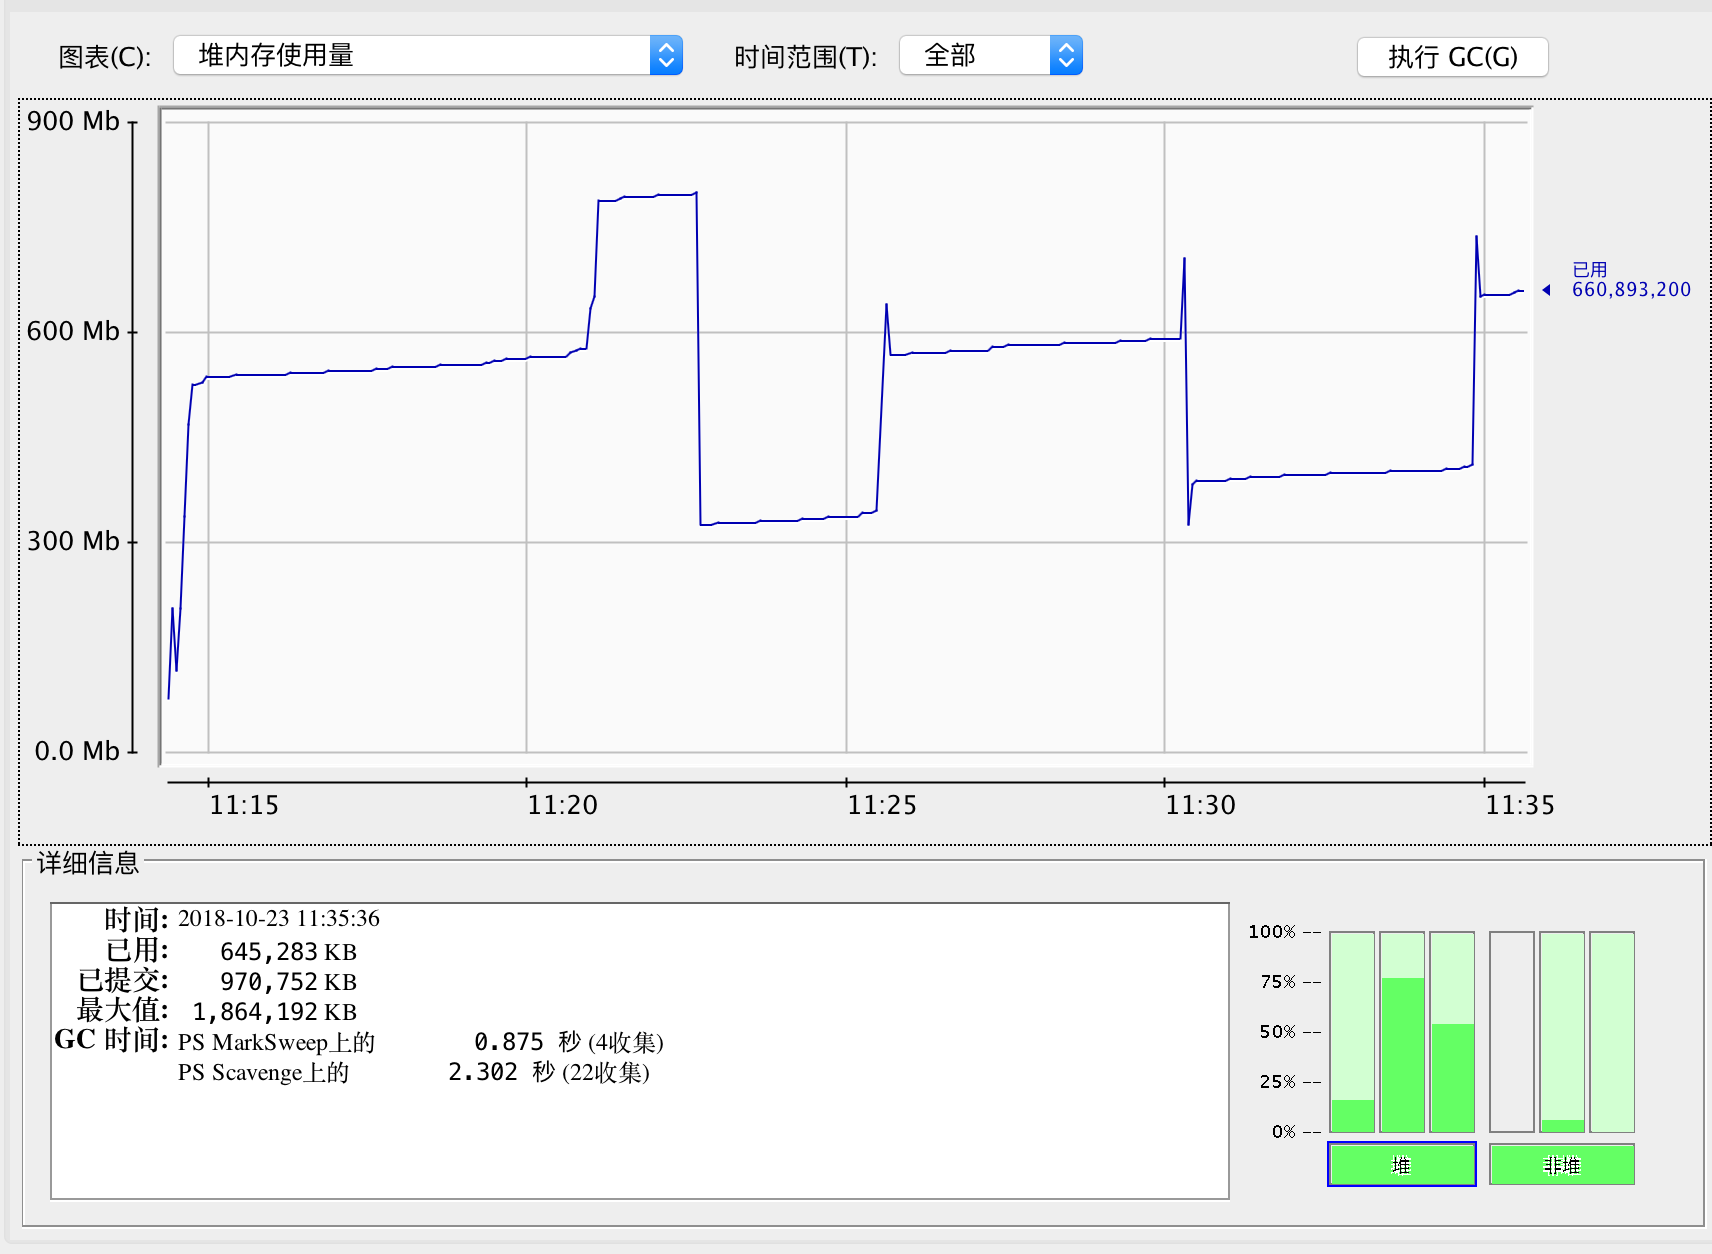 图表(C): 堆内存使用量 时间范围(T): 全部 执行 GC(G)
900 Mb
600 Mb
300 Mb
0.0 Mb
已用
660,893,200
11:15 11:20 11:25 11:30 11:35
详细信息
时间: 2018-10-23 11:35:36
已用: 645,283 KB
已提交: 970,752 KB
最大值: 1,864,192 KB
GC 时间: PS MarkSweep上的 0.875 秒 (4收集)
PS Scavenge上的 2.302 秒 (22收集)
100% --
75% --
50% --
25% --
0% --
堆 非堆